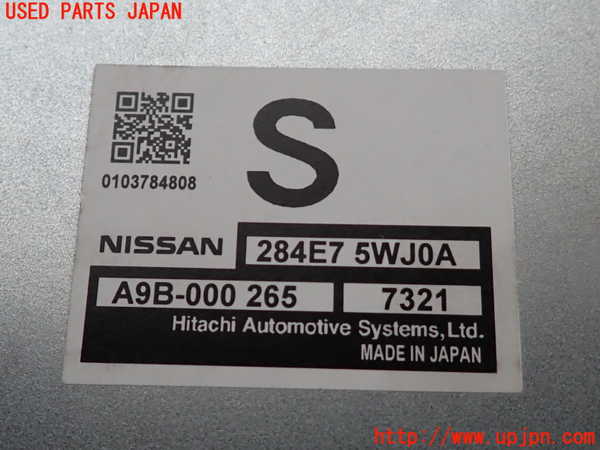 USED PARTS JAPAN
S
0103784808
NISSAN 284E7 5WJ0A
A9B-000 265 7321
Hitachi Automotive Systems,Ltd.
MADE IN JAPAN
http://www.upjpn.com/